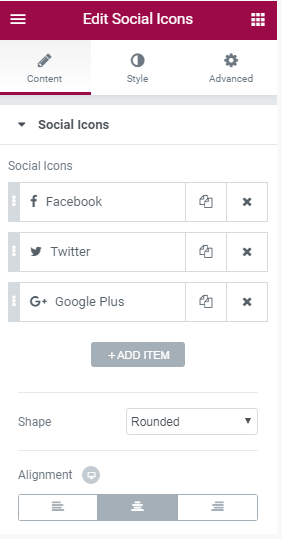 Edit Social Icons
Content Style Advanced
Social Icons
Social Icons
Facebook
Twitter
G+ Google Plus
+ ADD ITEM
Shape Rounded
Alignment